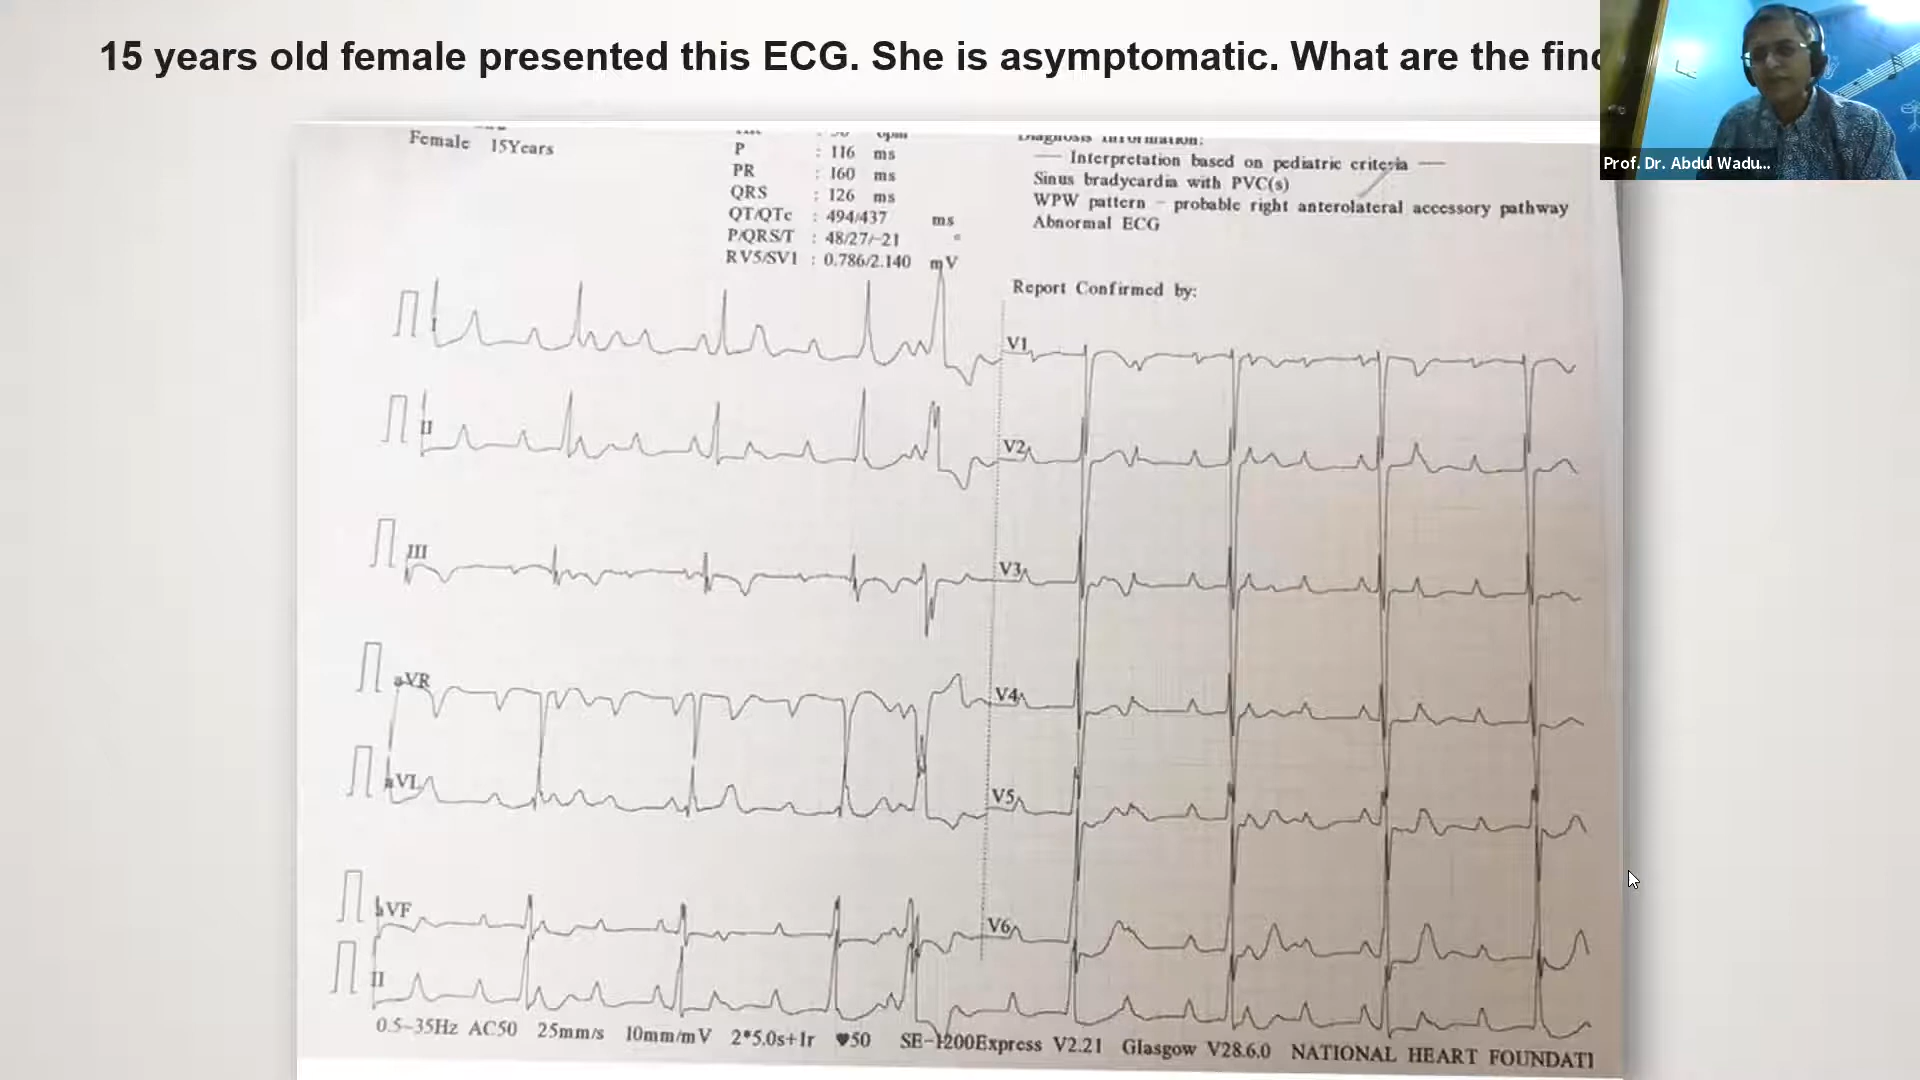 15 years old female presented this ECG. She is asymptomatic. What are the
Prof. Dr. Abdul Wadu...
Female 15Years
P : 116 ms
PR : 160 ms
QRS : 126 ms
QT/QTc : 494/437 ms
P/QRS/T : 48/27/-21 °
RV5/SV1 : 0.786/2.140 mV
Diagnosis Information:
Interpretation based on pediatric criteria
Sinus bradycardia with PVC(s)
WPW pattern - probable right anterolateral accessory pathway
Abnormal ECG
Report Confirmed by:
I
II
III
aVR
aVL
aVF
II
V1
V2
V3
V4
V5
V6
0.5-35Hz AC50 25mm/s 10mm/mV 2*5.0s+1r ♥50 SE-1200Express V2.21 Glasgow V28.6.0 NATIONAL HEART FOUNDATI